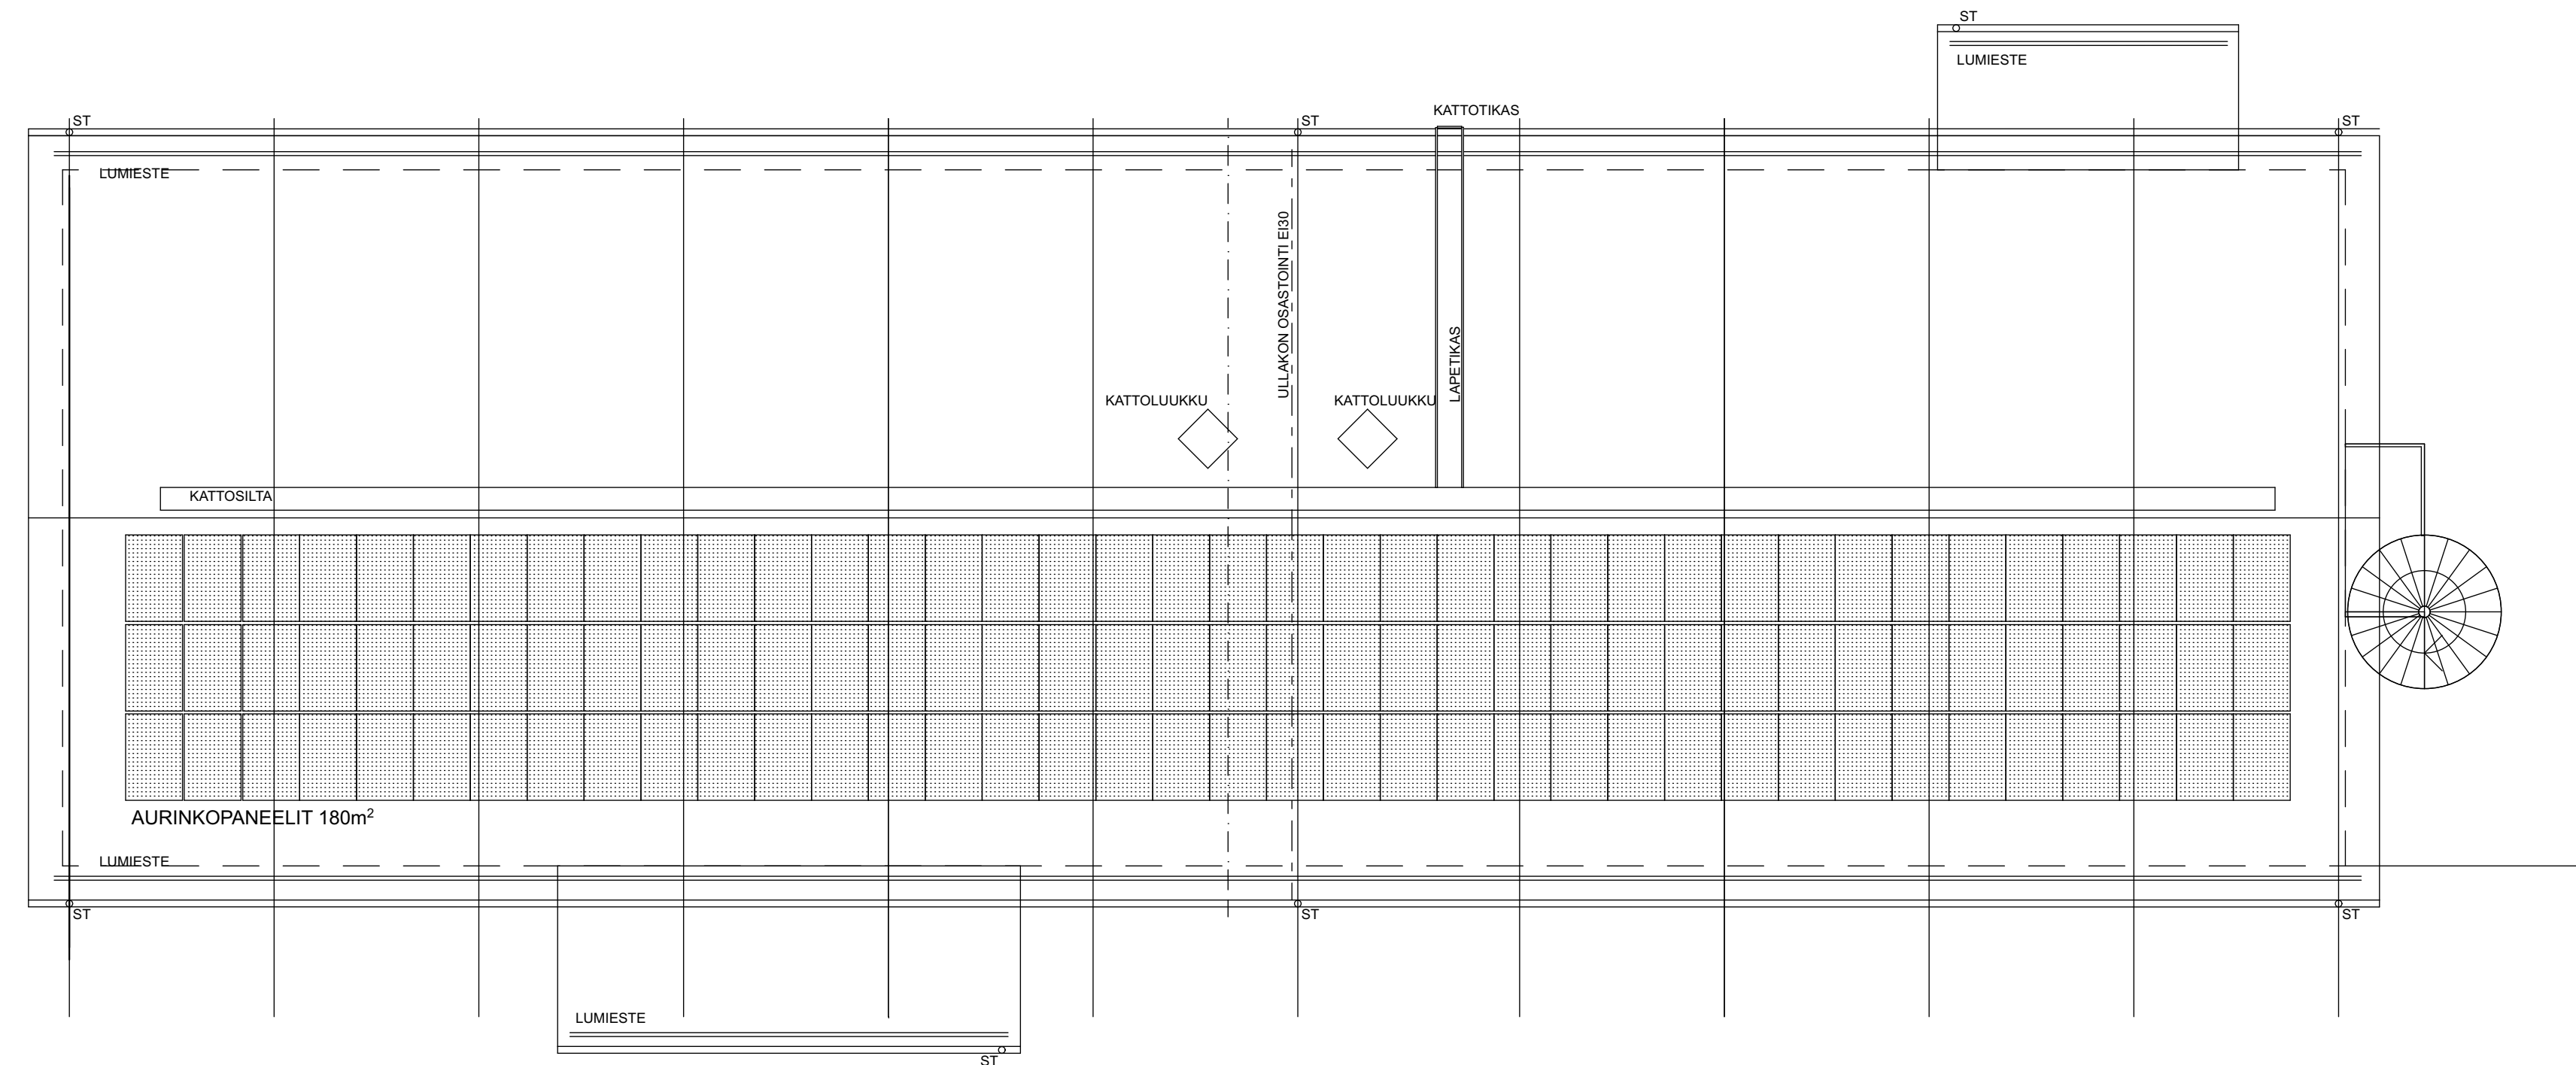 ST
LUMIESTE
KATTOTIKAS
ST
ST
ST
LUMIESTE
ULLAKON OSASTOINTI EI30
LAPETIKAS
KATTOLUUKKU
KATTOLUUKKU
KATTOSILTA
AURINKOPANEELIT 180m²
LUMIESTE
ST
ST
ST
LUMIESTE
ST